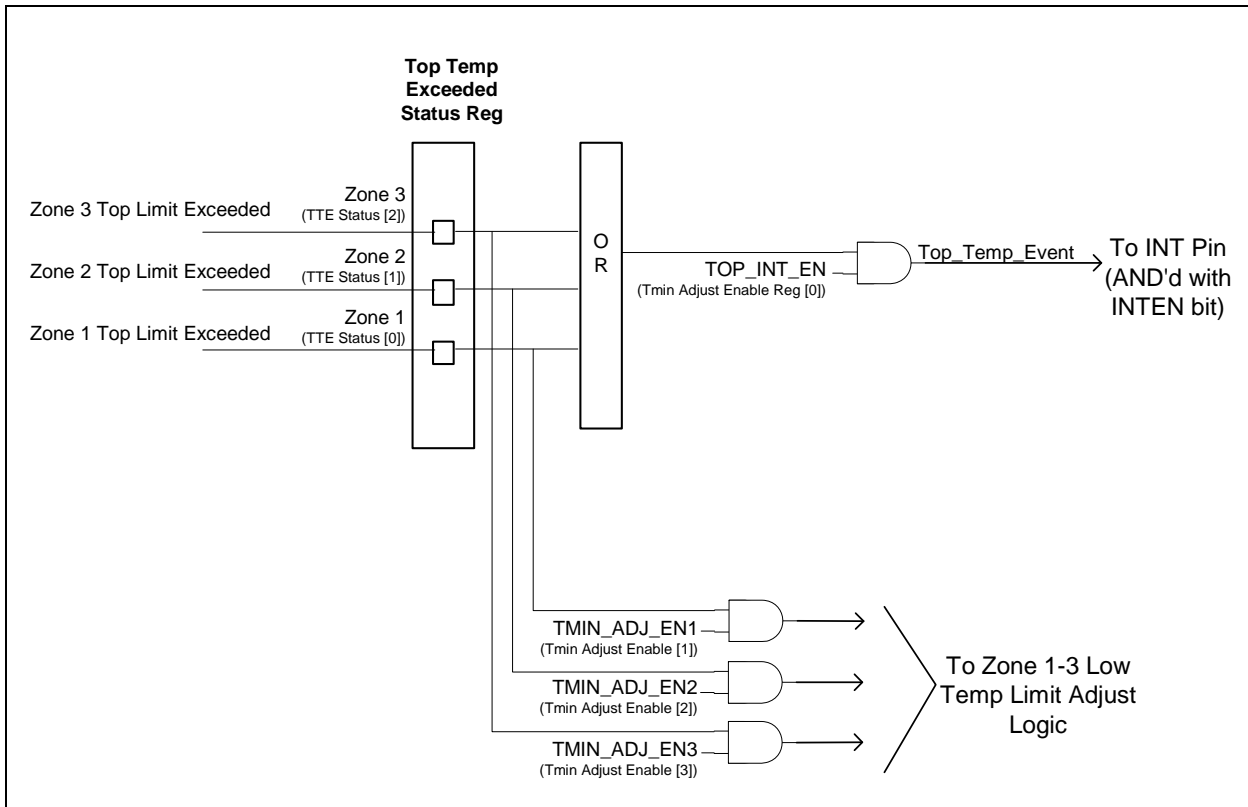 Top Temp
Exceeded
Status Reg
Zone 3 Top Limit Exceeded
Zone 3
(TTE Status [2])
Zone 2 Top Limit Exceeded
Zone 2
(TTE Status [1])
Zone 1 Top Limit Exceeded
Zone 1
(TTE Status [0])
O
R
TOP_INT_EN
(Tmin Adjust Enable Reg [0])
Top_Temp_Event
To INT Pin
(AND'd with
INTEN bit)
TMIN_ADJ_EN1
(Tmin Adjust Enable [1])
TMIN_ADJ_EN2
(Tmin Adjust Enable [2])
TMIN_ADJ_EN3
(Tmin Adjust Enable [3])
To Zone 1-3 Low
Temp Limit Adjust
Logic